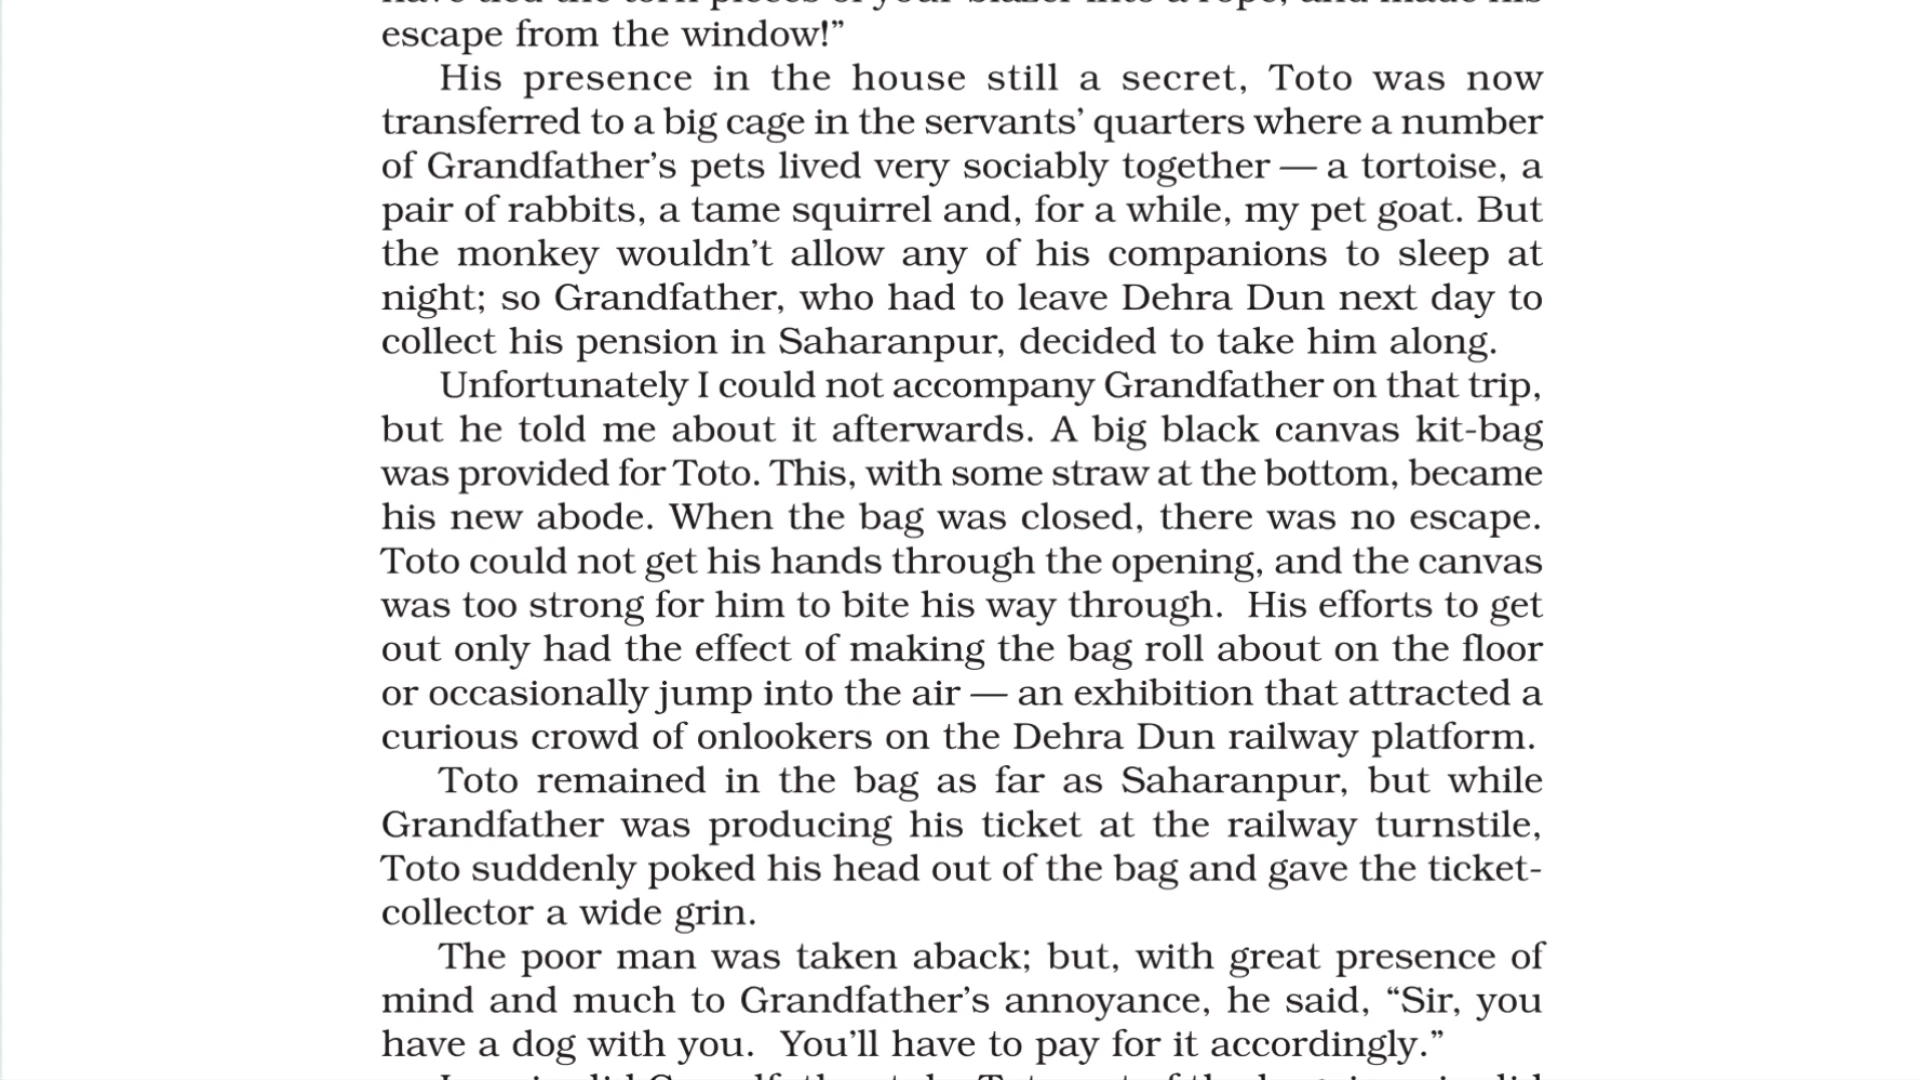 escape from the window!”
His presence in the house still a secret, Toto was now
transferred to a big cage in the servants’ quarters where a number
of Grandfather’s pets lived very sociably together — a tortoise, a
pair of rabbits, a tame squirrel and, for a while, my pet goat. But
the monkey wouldn’t allow any of his companions to sleep at
night; so Grandfather, who had to leave Dehra Dun next day to
collect his pension in Saharanpur, decided to take him along.
Unfortunately I could not accompany Grandfather on that trip,
but he told me about it afterwards. A big black canvas kit-bag
was provided for Toto. This, with some straw at the bottom, became
his new abode. When the bag was closed, there was no escape.
Toto could not get his hands through the opening, and the canvas
was too strong for him to bite his way through.  His efforts to get
out only had the effect of making the bag roll about on the floor
or occasionally jump into the air — an exhibition that attracted a
curious crowd of onlookers on the Dehra Dun railway platform.
Toto remained in the bag as far as Saharanpur, but while
Grandfather was producing his ticket at the railway turnstile,
Toto suddenly poked his head out of the bag and gave the ticket-
collector a wide grin.
The poor man was taken aback; but, with great presence of
mind and much to Grandfather’s annoyance, he said, “Sir, you
have a dog with you.  You’ll have to pay for it accordingly.”